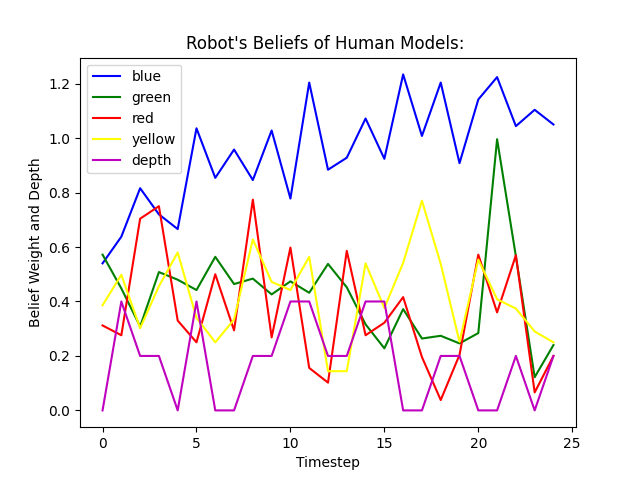 Robot's Beliefs of Human Models:
blue
green
red
yellow
depth
Belief Weight and Depth
1.2
1.0
0.8
0.6
0.4
0.2
0.0
0 5 10 15 20 25
Timestep